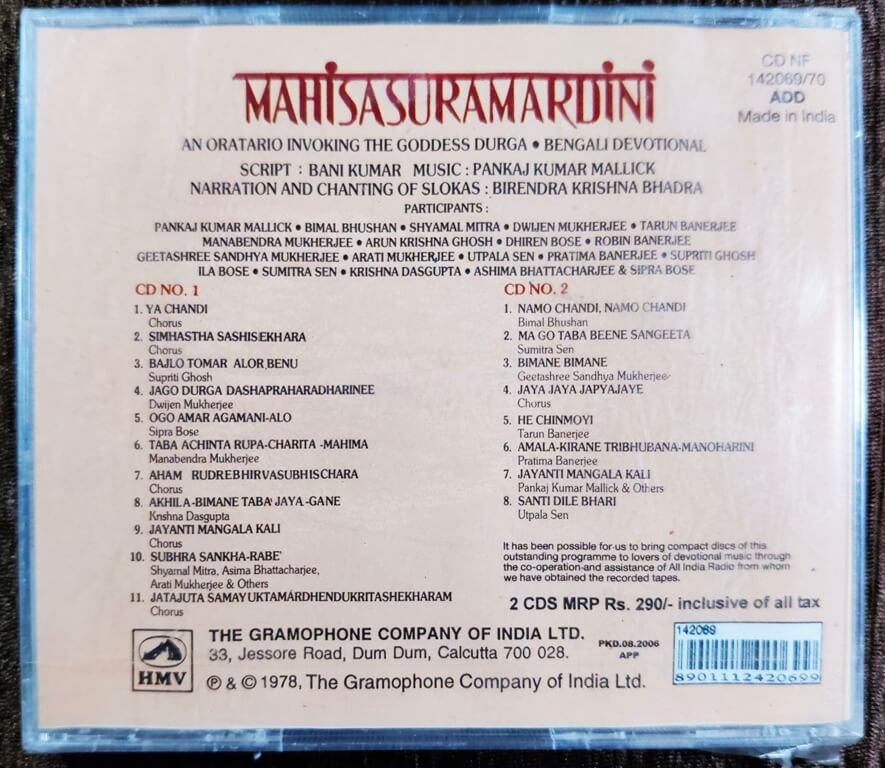 MAHISASURAMARDINI
CD NF
142069/70
ADD
Made in India
AN ORATARIO INVOKING THE GODDESS DURGA • BENGALI DEVOTIONAL
SCRIPT : BANI KUMAR MUSIC : PANKAJ KUMAR MALLICK
NARRATION AND CHANTING OF SLOKAS : BIRENDRA KRISHNA BHADRA
PARTICIPANTS :
PANKAJ KUMAR MALLICK • BIMAL BHUSHAN • SHYAMAL MITRA • DWIJEN MUKHERJEE • TARUN BANERJEE
MANABENDRA MUKHERJEE • ARUN KRISHNA GHOSH • DHIREN BOSE • ROBIN BANERJEE
GEETASHREE SANDHYA MUKHERJEE • ARATI MUKHERJEE • UTPALA SEN • PRATIMA BANERJEE • SUPRITI GHOSH
ILA BOSE • SUMITRA SEN • KRISHNA DASGUPTA • ASHIMA BHATTACHARJEE & SIPRA BOSE
CD NO. 1
1. YA CHANDI
Chorus
2. SIMHASTHA SASHISEKHARA
Chorus
3. BAJLO TOMAR ALOR BENU
Supriti Ghosh
4. JAGO DURGA DASHAPRAHARADHARINEE
Dwijen Mukherjee
5. OGO AMAR AGAMANI-ALO
Sipra Bose
6. TABA ACHINTA RUPA-CHARITA -MAHIMA
Manabendra Mukherjee
7. AHAM RUDREBHIRVASUBHISCHARA
Chorus
8. AKHILA-BIMANE TABA JAYA -GANE
Krishna Dasgupta
9. JAYANTI MANGALA KALI
Chorus
10. SUBHRA SANKHA-RABE
Shyamal Mitra, Asima Bhattacharjee,
Arati Mukherjee & Others
11. JATAJUTA SAMAYUKTAMARDHENDUKRITASHEKHARAM
Chorus
CD NO. 2
1. NAMO CHANDI, NAMO CHANDI
Bimal Bhushan
2. MA GO TABA BEENE SANGEETA
Sumitra Sen
3. BIMANE BIMANE
Geetashree Sandhya Mukherjee
4. JAYA JAYA JAPYAJAYE
Chorus
5. HE CHINMOYI
Tarun Banerjee
6. AMALA-KIRANE TRIBHUBANA-MANOHARINI
Pratima Banerjee
7. JAYANTI MANGALA KALI
Pankaj Kumar Mallick & Others
8. SANTI DILE BHARI
Utpala Sen
It has been possible for us to bring compact discs of this
outstanding programme to lovers of devotional music through
the co-operation and assistance of All India Radio from whom
we have obtained the recorded tapes.
2 CDS MRP Rs. 290/- inclusive of all tax
HMV
THE GRAMOPHONE COMPANY OF INDIA LTD.
33, Jessore Road, Dum Dum, Calcutta 700 028.
℗ & © 1978, The Gramophone Company of India Ltd.
PKD.08.2006
APP
142069
8901112420699